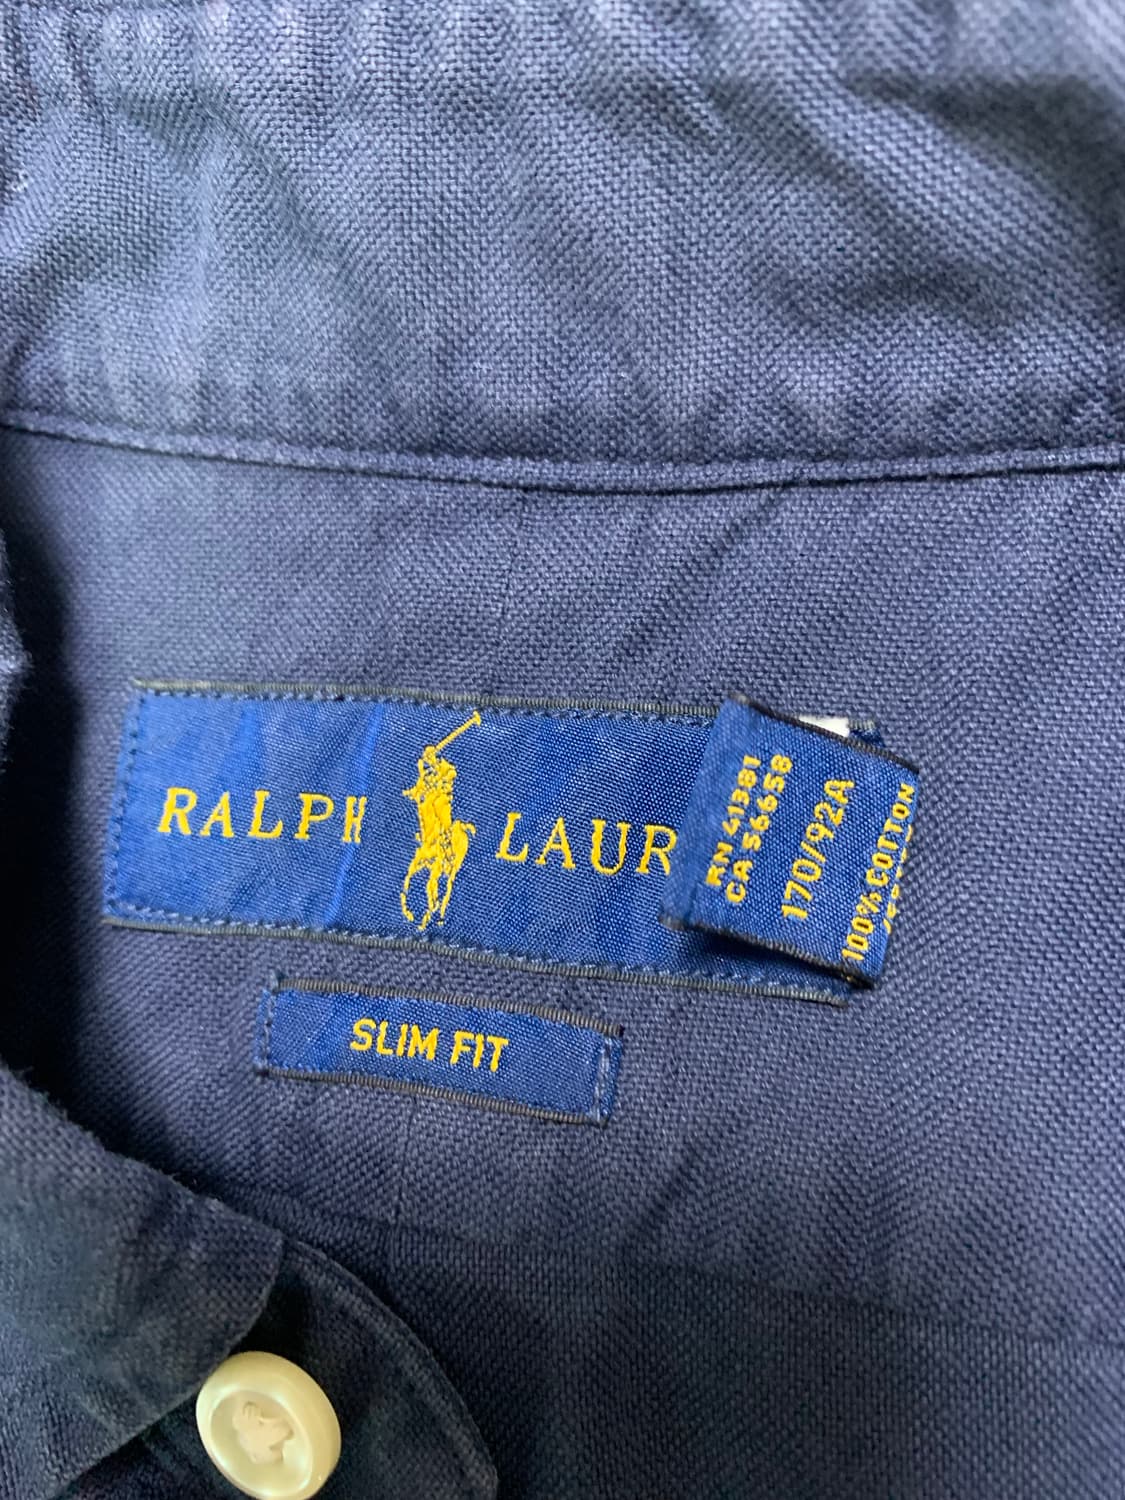 RALPH LAUR
RN 41381
CA 56658
170/92A
100% COTTON
SLIM FIT